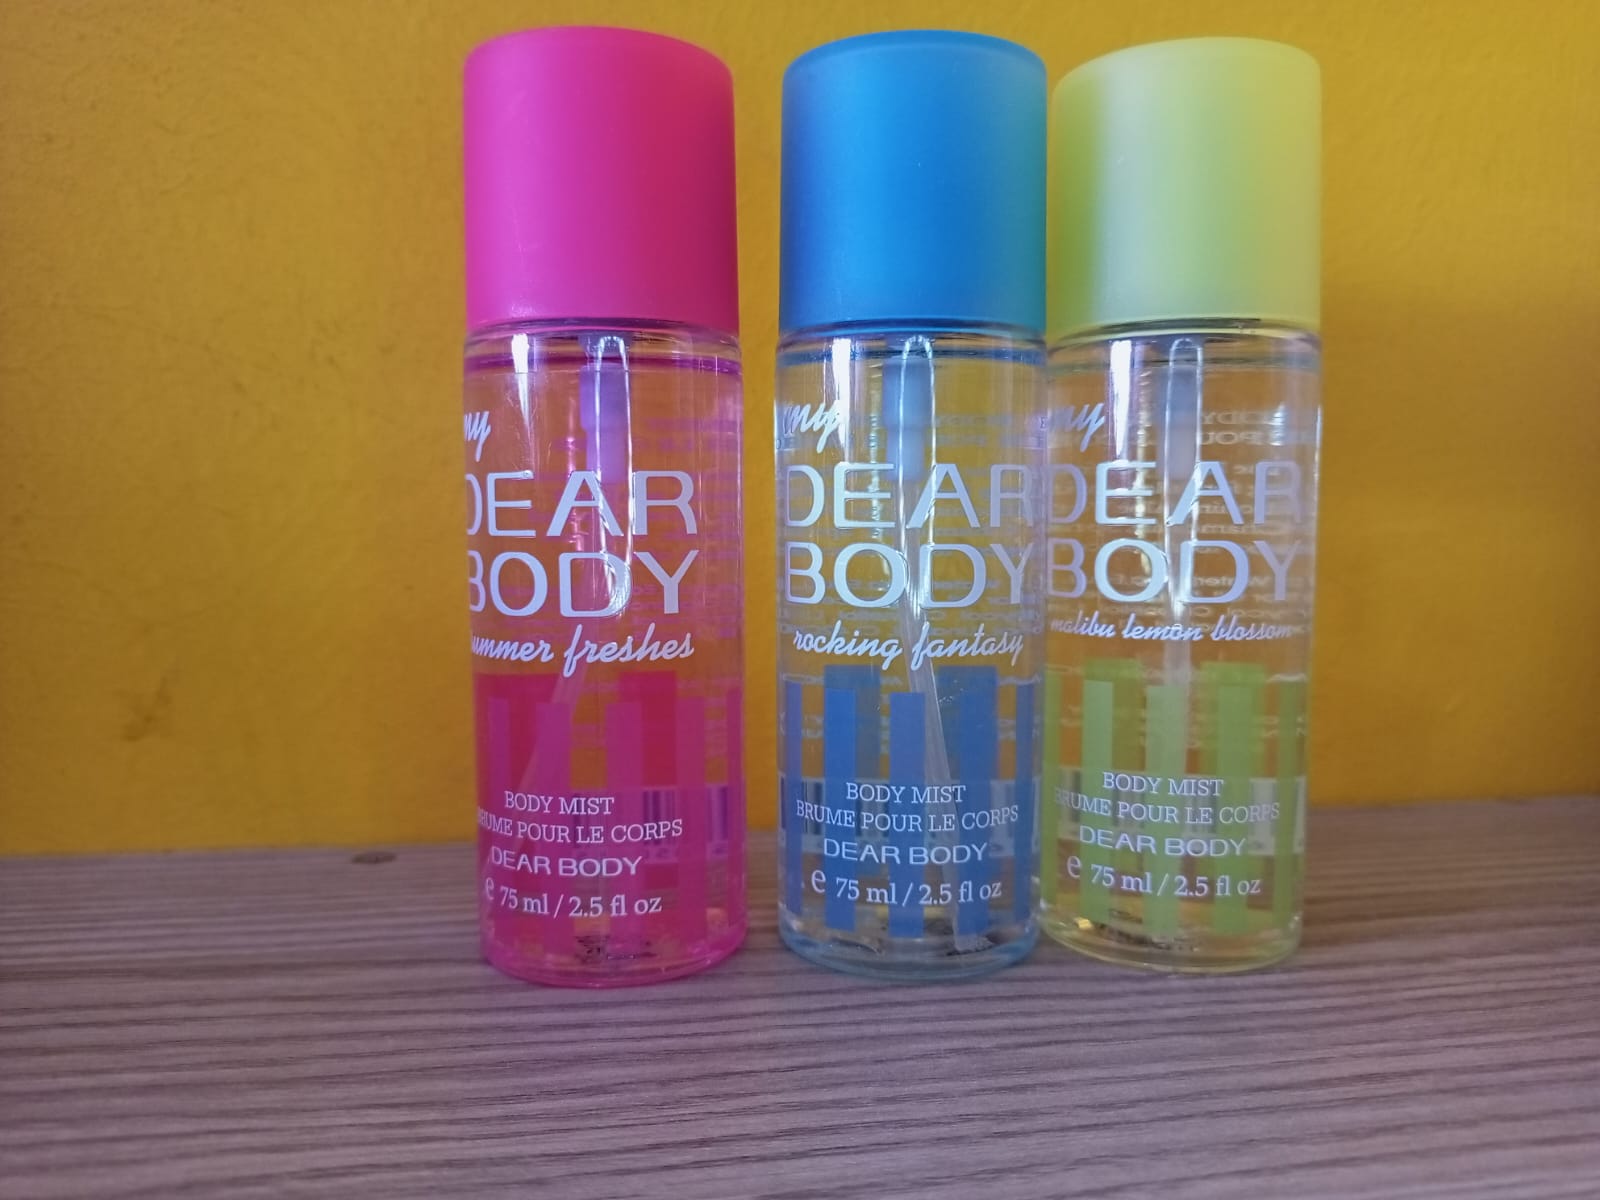 my
DEAR
BODY
summer freshes
BODY MIST
BRUME POUR LE CORPS
DEAR BODY
e 75 ml / 2.5 fl oz
my
DEAR
BODY
rocking fantasy
BODY MIST
BRUME POUR LE CORPS
DEAR BODY
e 75 ml / 2.5 fl oz
my
DEAR
BODY
malibu lemon blossom
BODY MIST
BRUME POUR LE CORPS
DEAR BODY
e 75 ml / 2.5 fl oz